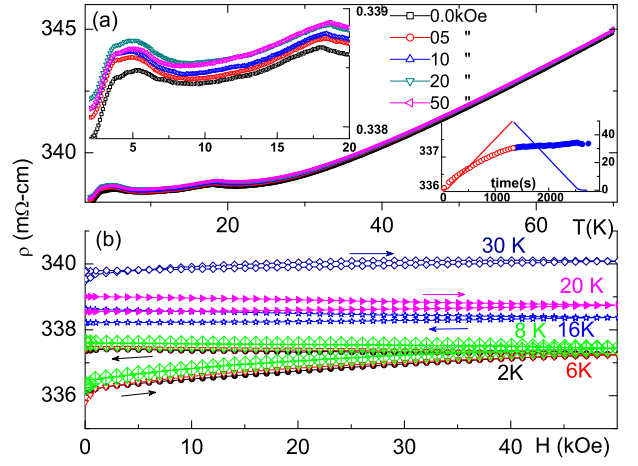 345
(a)
0.339
0.0kOe
05 "
10 "
20 "
50 "
0.338
5 10 15 20
40
337
20
336
0
0 1000 2000
time(s)
340
0 20 40 60
T(K)
ρ (mΩ-cm)
(b)
340
30 K
20 K
338
8 K
16K
336
2K
6K
0 10 20 30 40
H (kOe)